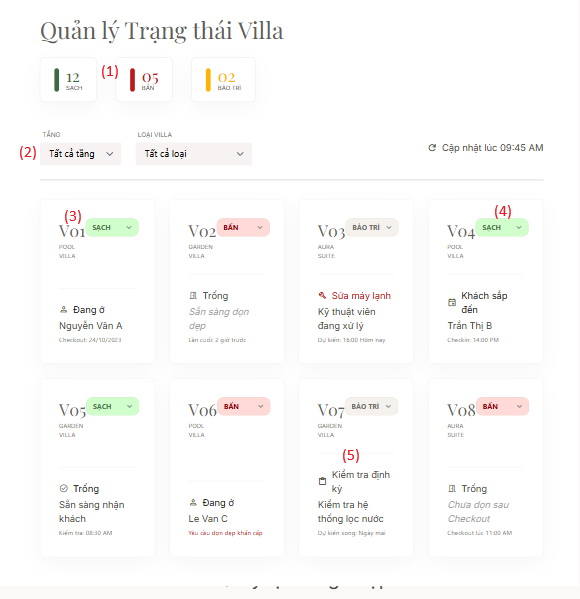 Quản lý Trạng thái Villa
12 SẠCH (1) 05 BẨN 02 BẢO TRÌ
TẦNG LOẠI VILLA
(2) Tất cả tầng Tất cả loại Cập nhật lúc 09:45 AM
(3) (4)
V01 SẠCH
POOL
VILLA
Đang ở
Nguyễn Văn A
Checkout: 24/10/2023
V02 BẨN
GARDEN
VILLA
Trống
Sẵn sàng dọn
dẹp
Lần cuối: 2 giờ trước
V03 BẢO TRÌ
AURA
SUITE
Sửa máy lạnh
Kỹ thuật viên
đang xử lý
Dự kiến: 16:00 Hôm nay
V04 SẠCH
POOL
VILLA
Khách sắp
đến
Trần Thị B
Checkin: 14:00 PM
V05 SẠCH
GARDEN
VILLA
Trống
Sẵn sàng nhận
khách
Kiểm tra: 08:30 AM
V06 BẨN
POOL
VILLA
Đang ở
Le Van C
Yêu cầu dọn dẹp khẩn cấp
V07 BẢO TRÌ
GARDEN
VILLA
(5)
Kiểm tra định
kỳ
Kiểm tra hệ
thống lọc nước
Dự kiến xong: Ngày mai
V08 BẨN
AURA
SUITE
Trống
Chưa dọn sau
Checkout
Checkout lúc 11:00 AM